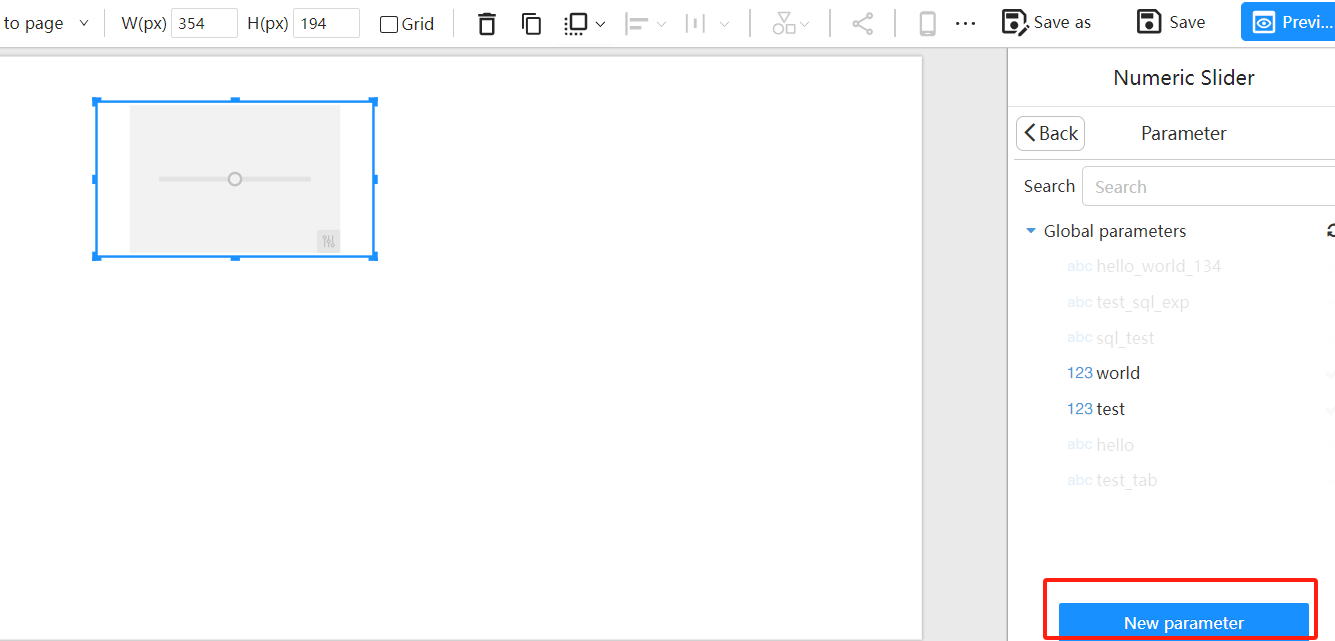 to page W(px) 354 H(px) 194 Grid Save as Save Previ...
Numeric Slider
Back Parameter
Search Search
Global parameters
abc hello_world_134
abc test_sql_exp
abc sql_test
123 world
123 test
abc hello
abc test_tab
New parameter